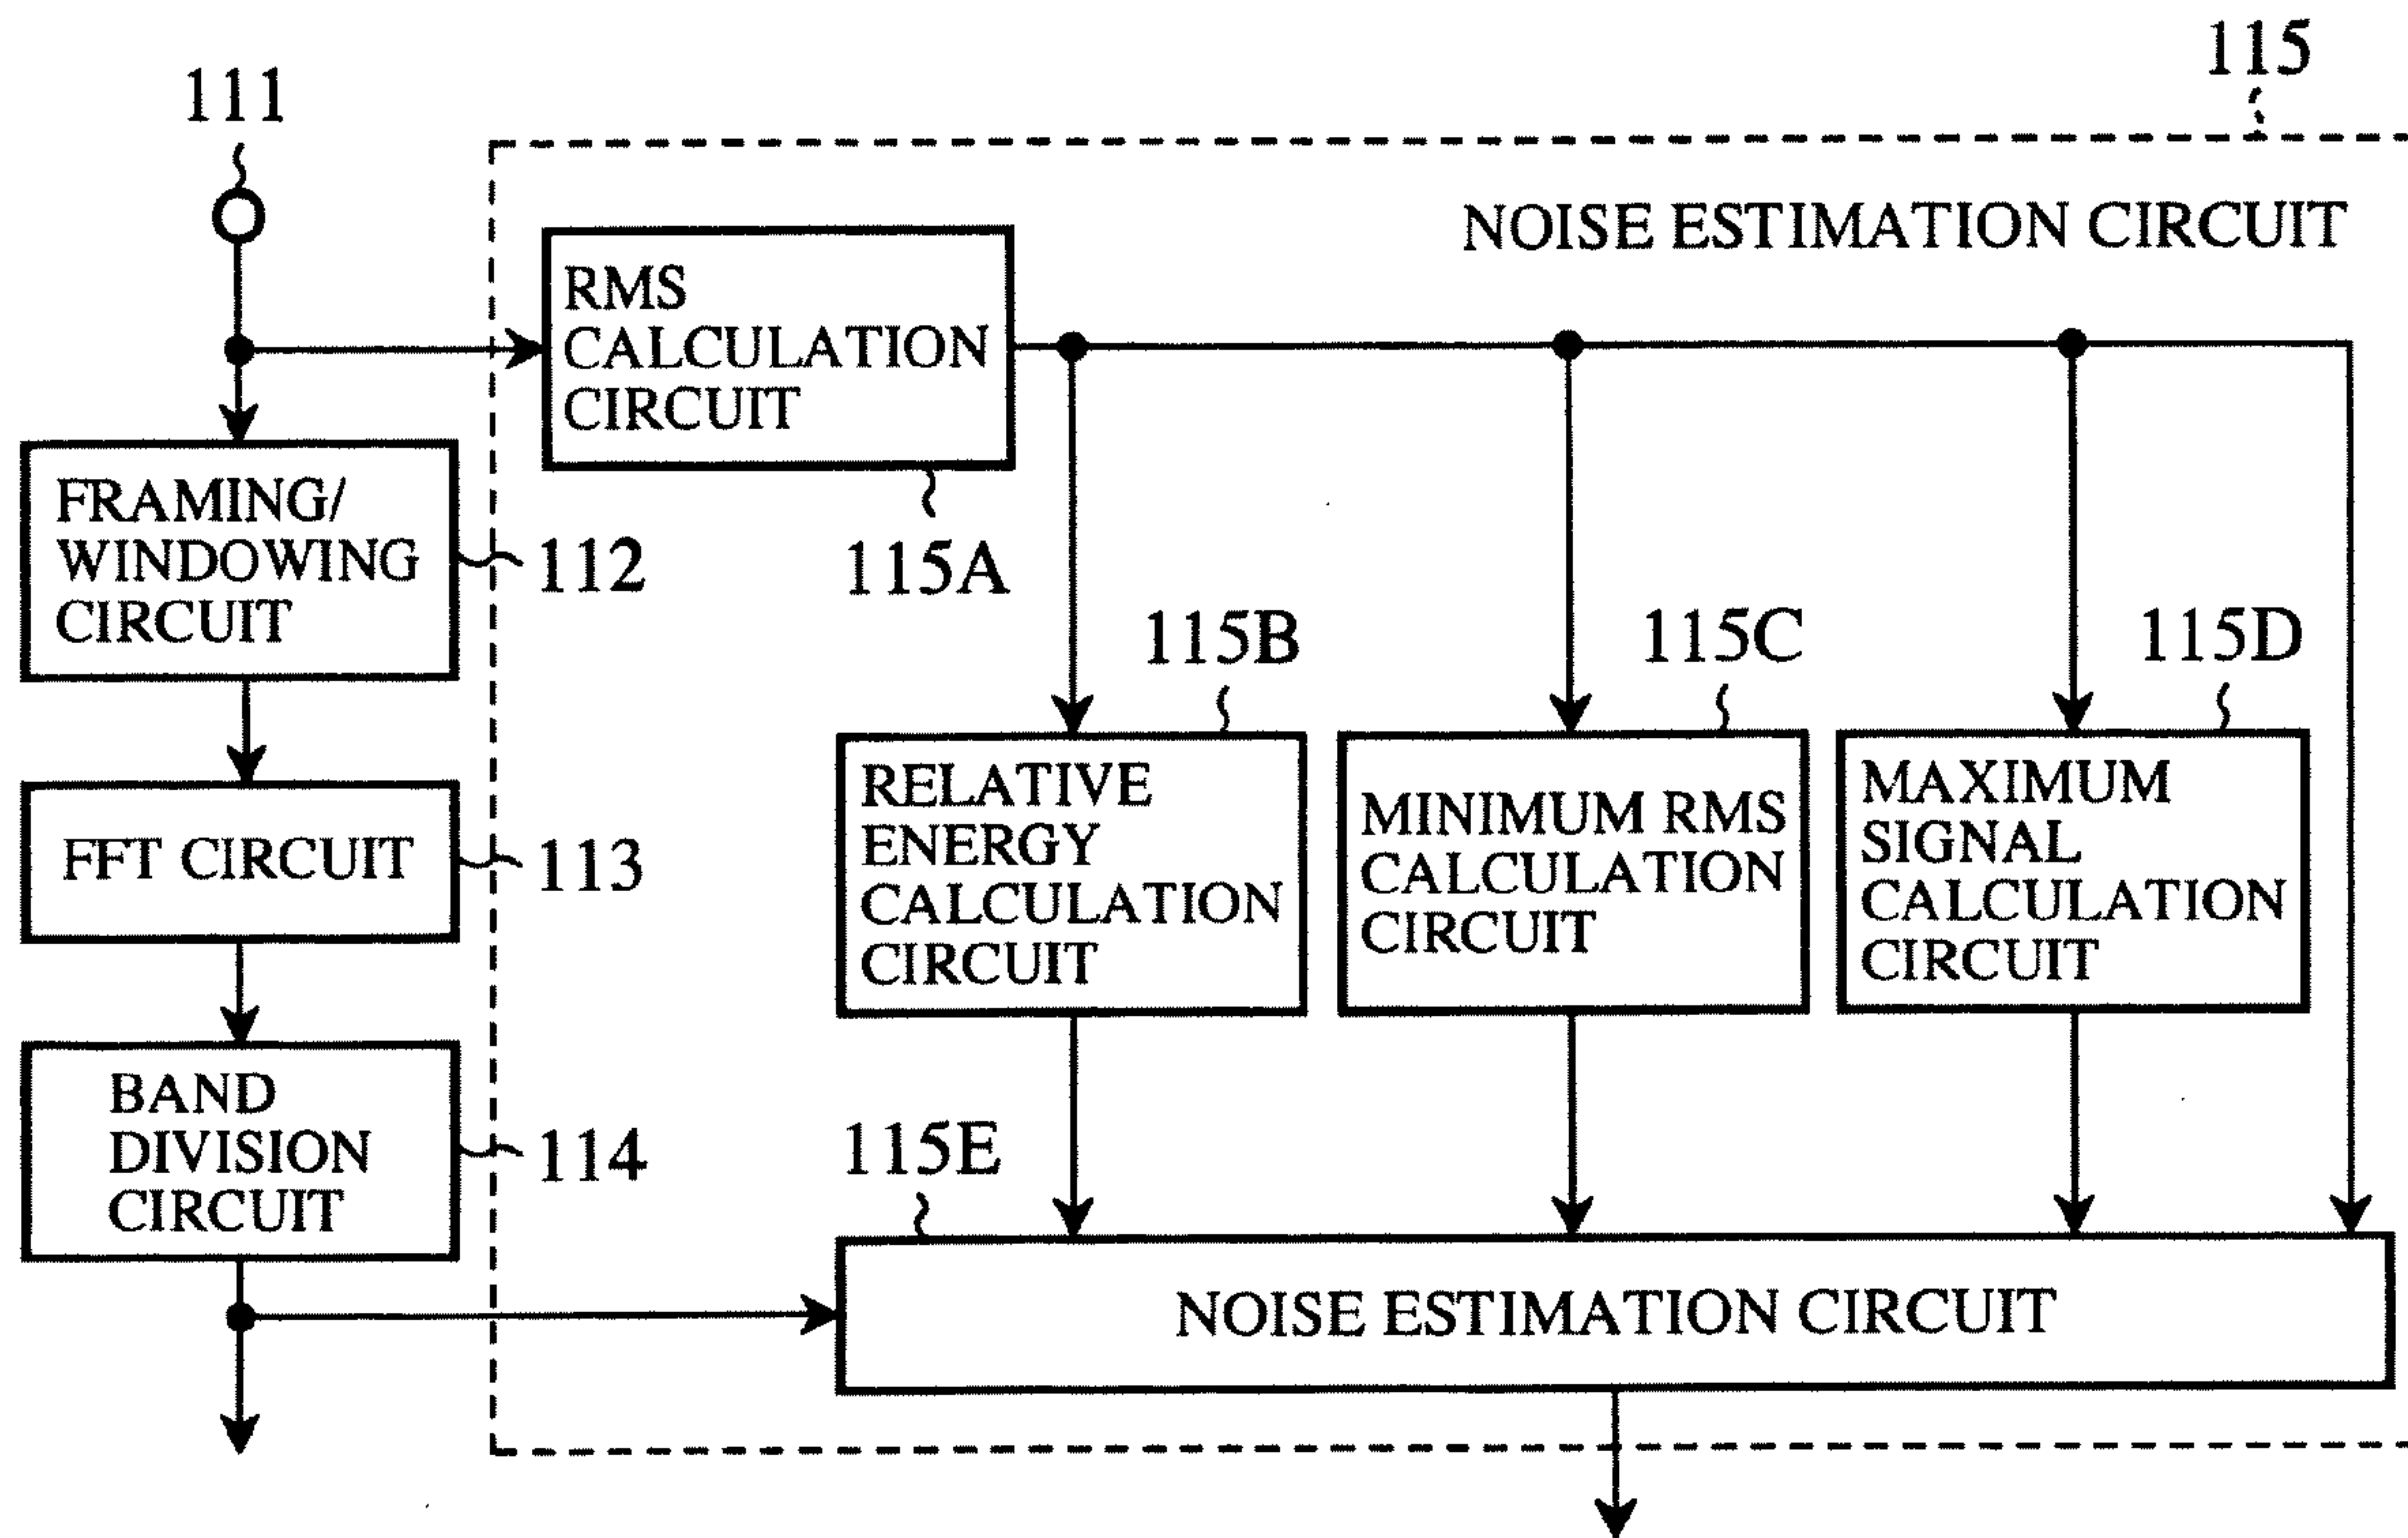 115
111
NOISE ESTIMATION CIRCUIT
RMS
CALCULATION
CIRCUIT
115A
FRAMING/
WINDOWING
CIRCUIT
112
115B
115C
115D
FFT CIRCUIT
113
RELATIVE
ENERGY
CALCULATION
CIRCUIT
MINIMUM RMS
CALCULATION
CIRCUIT
MAXIMUM
SIGNAL
CALCULATION
CIRCUIT
BAND
DIVISION
CIRCUIT
114
115E
NOISE ESTIMATION CIRCUIT